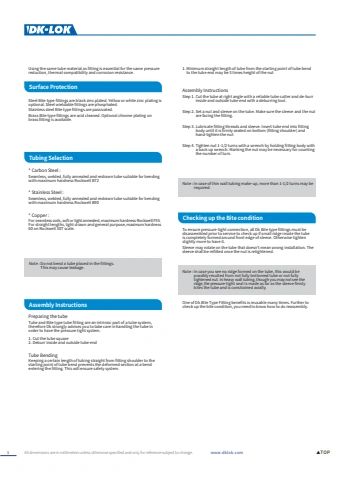 DK-LOK
Using the same tube material as fitting is essential for the same pressure
reduction, thermal compatibility and corrosion resistance.
Surface Protection
Steel Bite type fittings are black zinc plated. Yellow or white zinc plating is
optional. Steel weldable fittings are phosphated.
Stainless steel Bite type fittings are passivated.
Brass Bite type fittings are acid cleaned. Optional chrome plating on
brass fitting is available.
Tubing Selection
* Carbon Steel :
Seamless, welded, fully annealed and redrawn tube suitable for bending
with maximum hardness Rockwell B72
* Stainless Steel :
Seamless, welded, fully annealed and redrawn tube suitable for bending
with maximum hardness Rockwell B80
* Copper :
For seamless coils, soft or light annealed, maximum hardness Rockwell F55
For straight lengths, light drawn and general purpose, maximum hardness
60 on Rockwell 30T scale
Note: Do not bend a tube placed in the fittings.
This may cause leakage.
Assembly Instructions
Preparing the tube
Tube and Bite type tube fitting are an intrinsic part of a tube system,
therefore Dk strongly advises you to take care in handling the tube in
order to have the pressure tight system.
1. Cut the tube square
2. Deburr inside and outside tube end
Tube Bending
Keeping a certain length of tubing straight from fitting shoulder to the
starting point of tube bend prevents the deformed section at a bend
entering the fitting. This will ensure safety system.
1. Minimum straight length of tube from the starting point of tube bend
to the tube end may be 3 times height of the nut
Assembly Instructions
Step 1. Cut the tube at right angle with a reliable tube cutter and de-burr
inside and outside tube end with a deburring tool.
Step 2. Set a nut and sleeve on the tube. Make sure the sleeve and the nut
are facing the fitting.
Step 3. Lubricate fitting threads and sleeve. Insert tube end into fitting
body until it is firmly seated on bottom (fitting shoulder) and
hand-tighten the nut
Step 4. Tighten nut 1-1/2 turns with a wrench by holding fitting body with
a back up wrench. Marking the nut may be necessary for counting
the number of turn.
Note : In case of thin wall tubing make-up, more than 1-1/2 turns may be
required
Checking up the Bite condition
To ensure pressure-tight connection, all Dk Bite type fittings must be
disassembled prior to service to check up if small ridge inside the tube
is completely formed around front edge of sleeve. Otherwise tighten
slightly more to have it.
Sleeve may rotate on the tube that doesn't mean wrong installation. The
sleeve shall be skillled once the nut is retightened.
Note : In case you see no ridge formed on the tube, this would be
possibly resulted from not fully bottomed tube or not fully
tightened nut. In heavy wall tubing, though you may not see the
ridge, the pressure tight seal is made as far as the sleeve firmly
bites the tube and is constrained axially.
One of Dk Bite Type Fitting benefits is reusable many times. Further to
check up the bite condition, you need to know how to do reassembly.
All dimensions are in millimeters unless otherwise specified and only for reference subject to change.
www.dklok.com
▲TOP